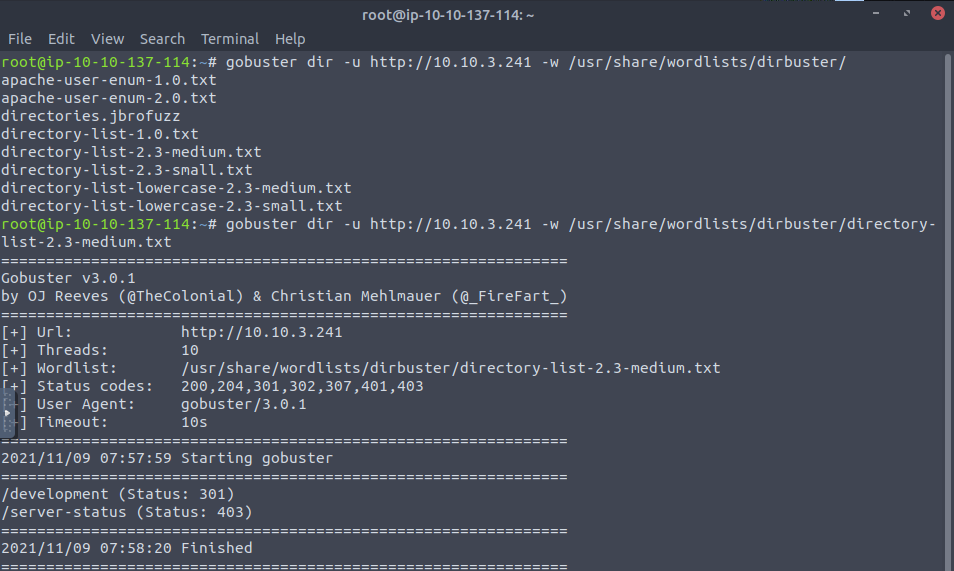 root@ip-10-10-137-114: ~
File Edit View Search Terminal Help
root@ip-10-10-137-114:~# gobuster dir -u http://10.10.3.241 -w /usr/share/wordlists/dirbuster/
apache-user-enum-1.0.txt
apache-user-enum-2.0.txt
directories.jbrofuzz
directory-list-1.0.txt
directory-list-2.3-medium.txt
directory-list-2.3-small.txt
directory-list-lowercase-2.3-medium.txt
directory-list-lowercase-2.3-small.txt
root@ip-10-10-137-114:~# gobuster dir -u http://10.10.3.241 -w /usr/share/wordlists/dirbuster/directory-
list-2.3-medium.txt
===============================================================
Gobuster v3.0.1
by OJ Reeves (@TheColonial) & Christian Mehlmauer (@_FireFart_)
===============================================================
[+] Url:            http://10.10.3.241
[+] Threads:        10
[+] Wordlist:       /usr/share/wordlists/dirbuster/directory-list-2.3-medium.txt
[+] Status codes:   200,204,301,302,307,401,403
[+] User Agent:     gobuster/3.0.1
[+] Timeout:        10s
===============================================================
2021/11/09 07:57:59 Starting gobuster
===============================================================
/development (Status: 301)
/server-status (Status: 403)
===============================================================
2021/11/09 07:58:20 Finished
===============================================================